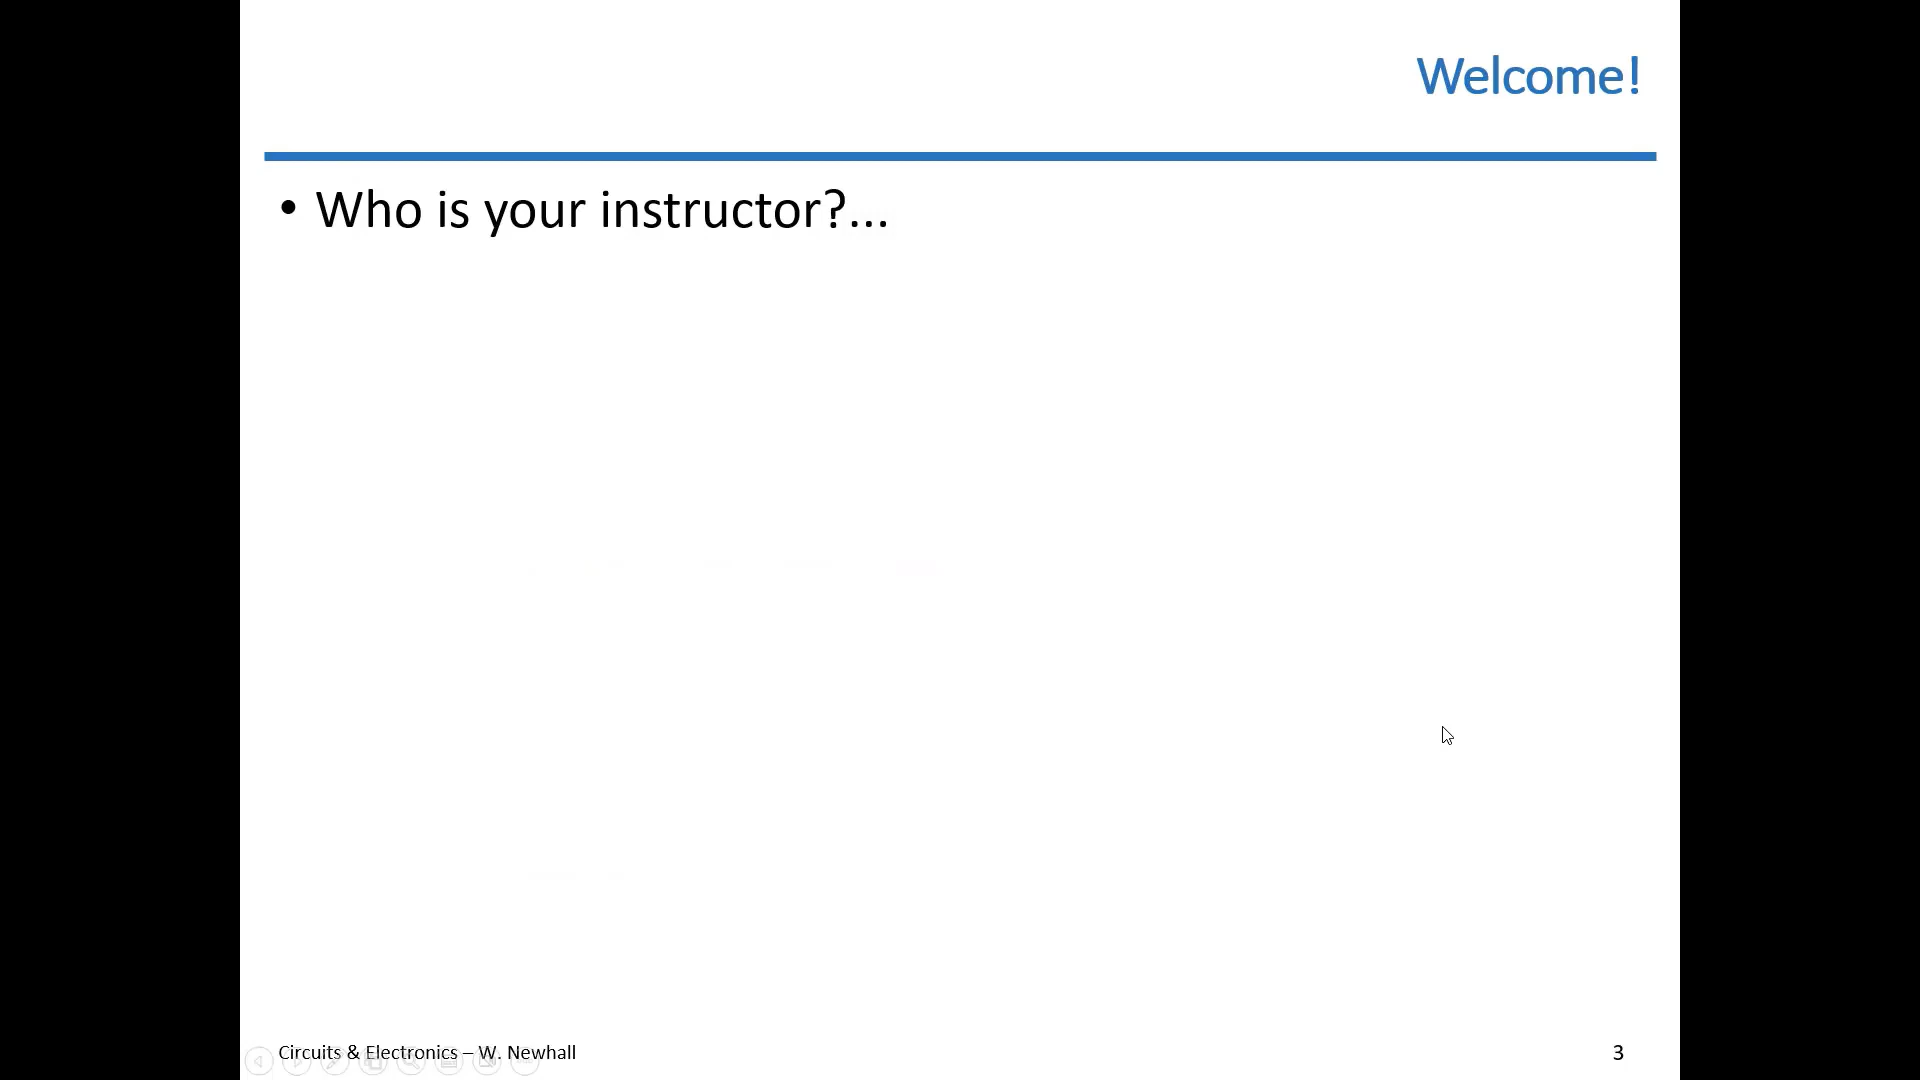 Welcome!
• Who is your instructor?...
Circuits & Electronics – W. Newhall
3